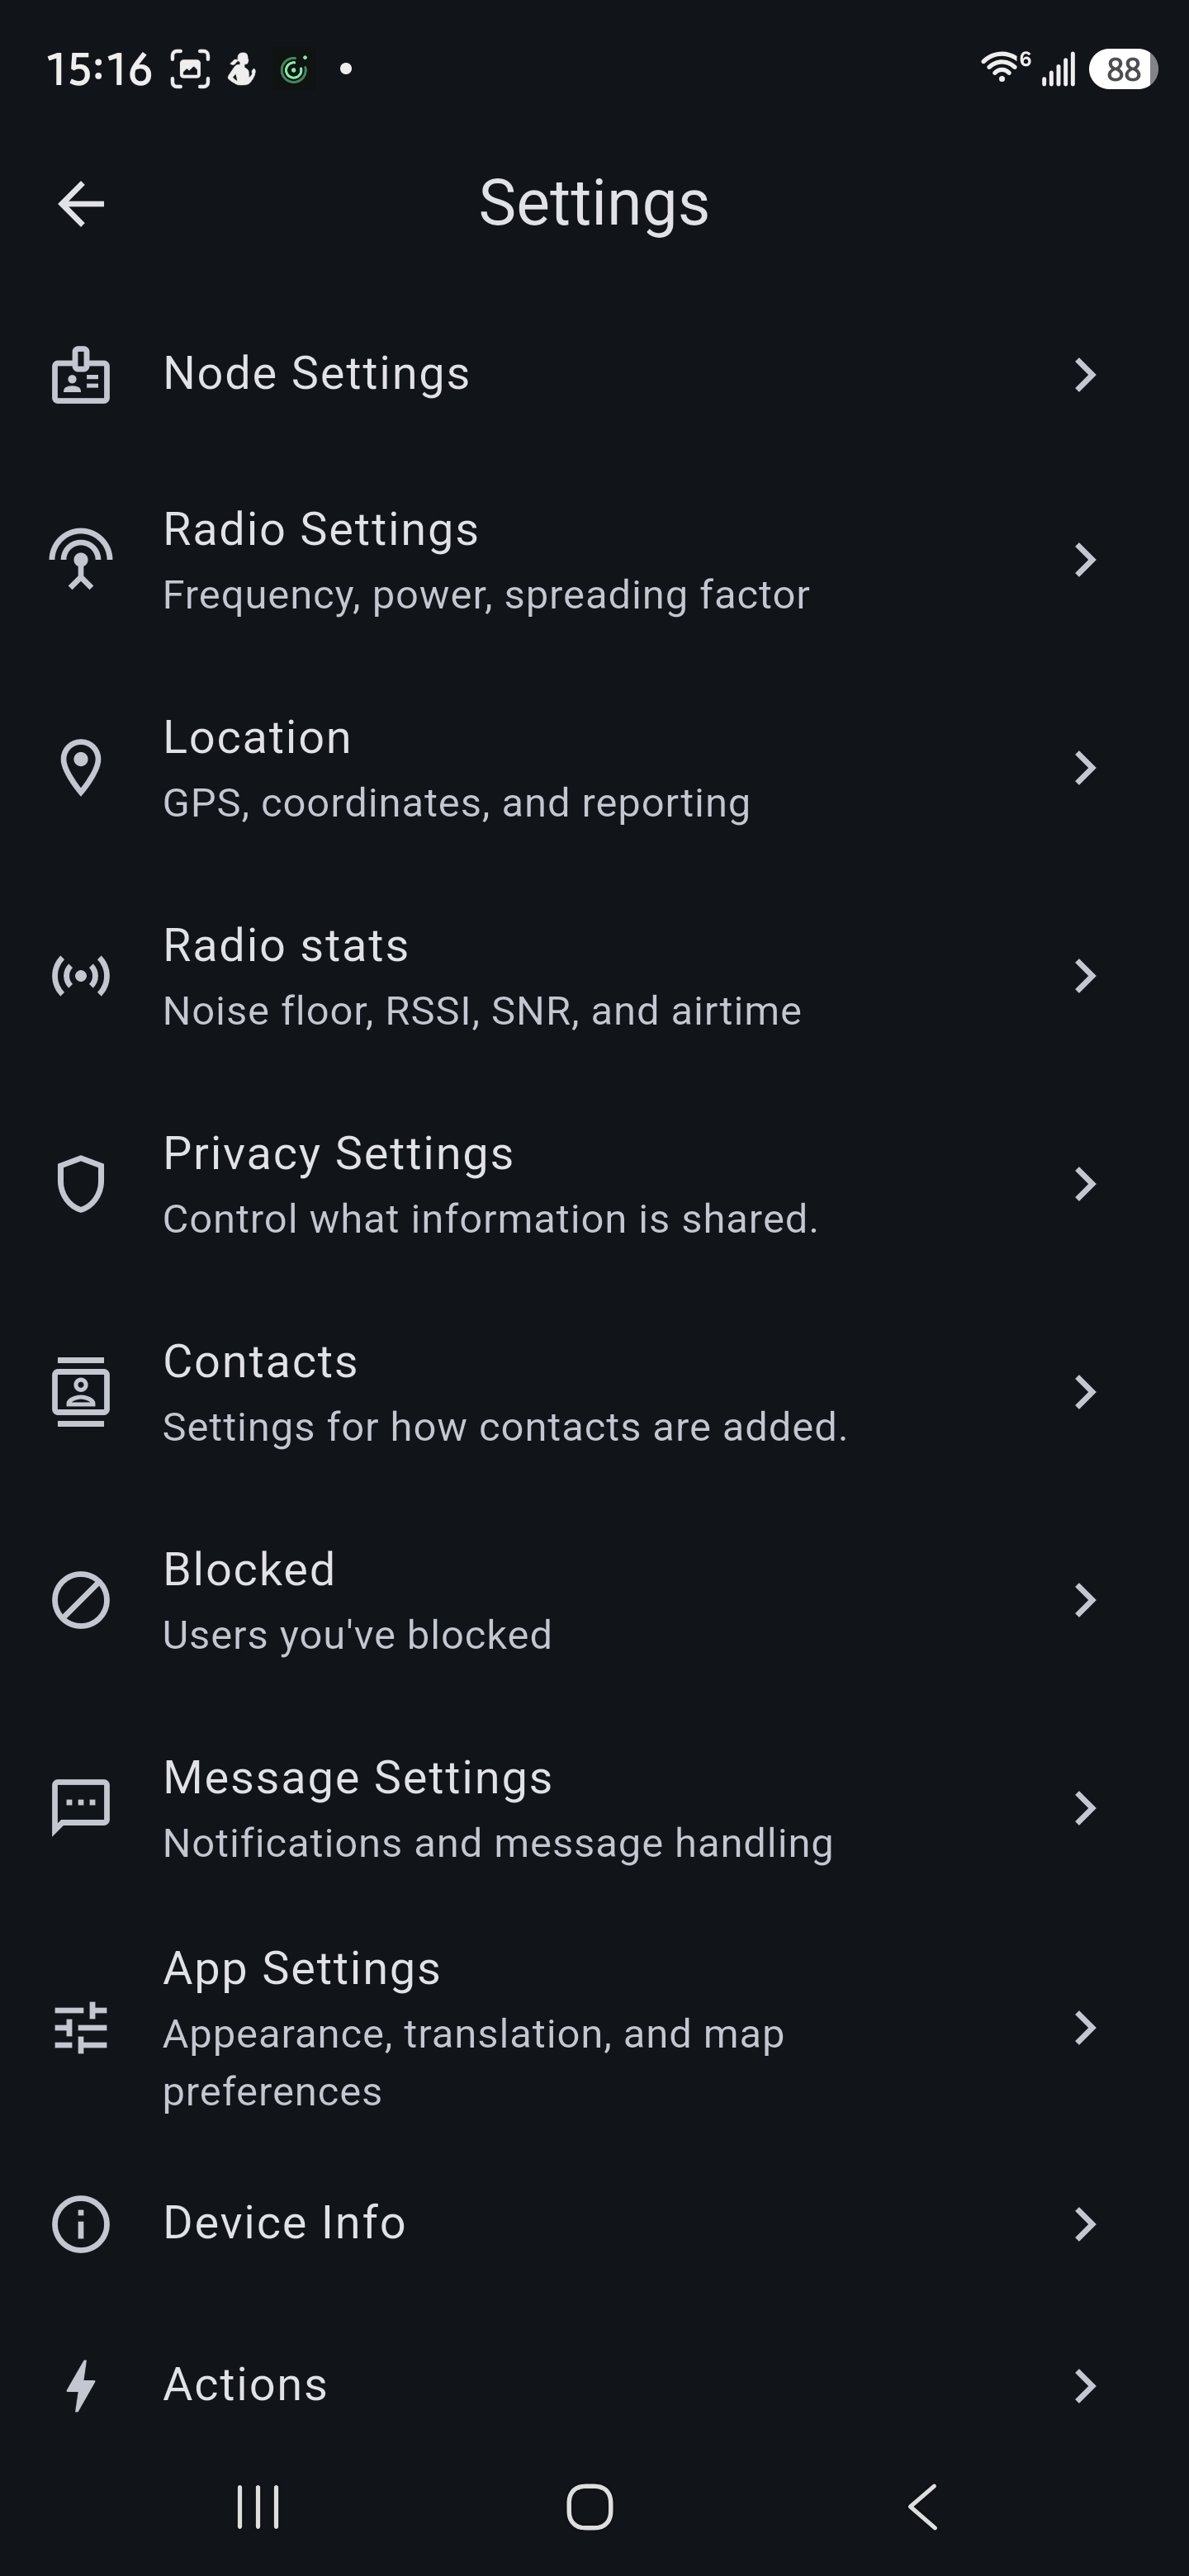 15:16
6
88
Settings
Node Settings
Radio Settings
Frequency, power, spreading factor
Location
GPS, coordinates, and reporting
Radio stats
Noise floor, RSSI, SNR, and airtime
Privacy Settings
Control what information is shared.
Contacts
Settings for how contacts are added.
Blocked
Users you've blocked
Message Settings
Notifications and message handling
App Settings
Appearance, translation, and map
preferences
Device Info
Actions